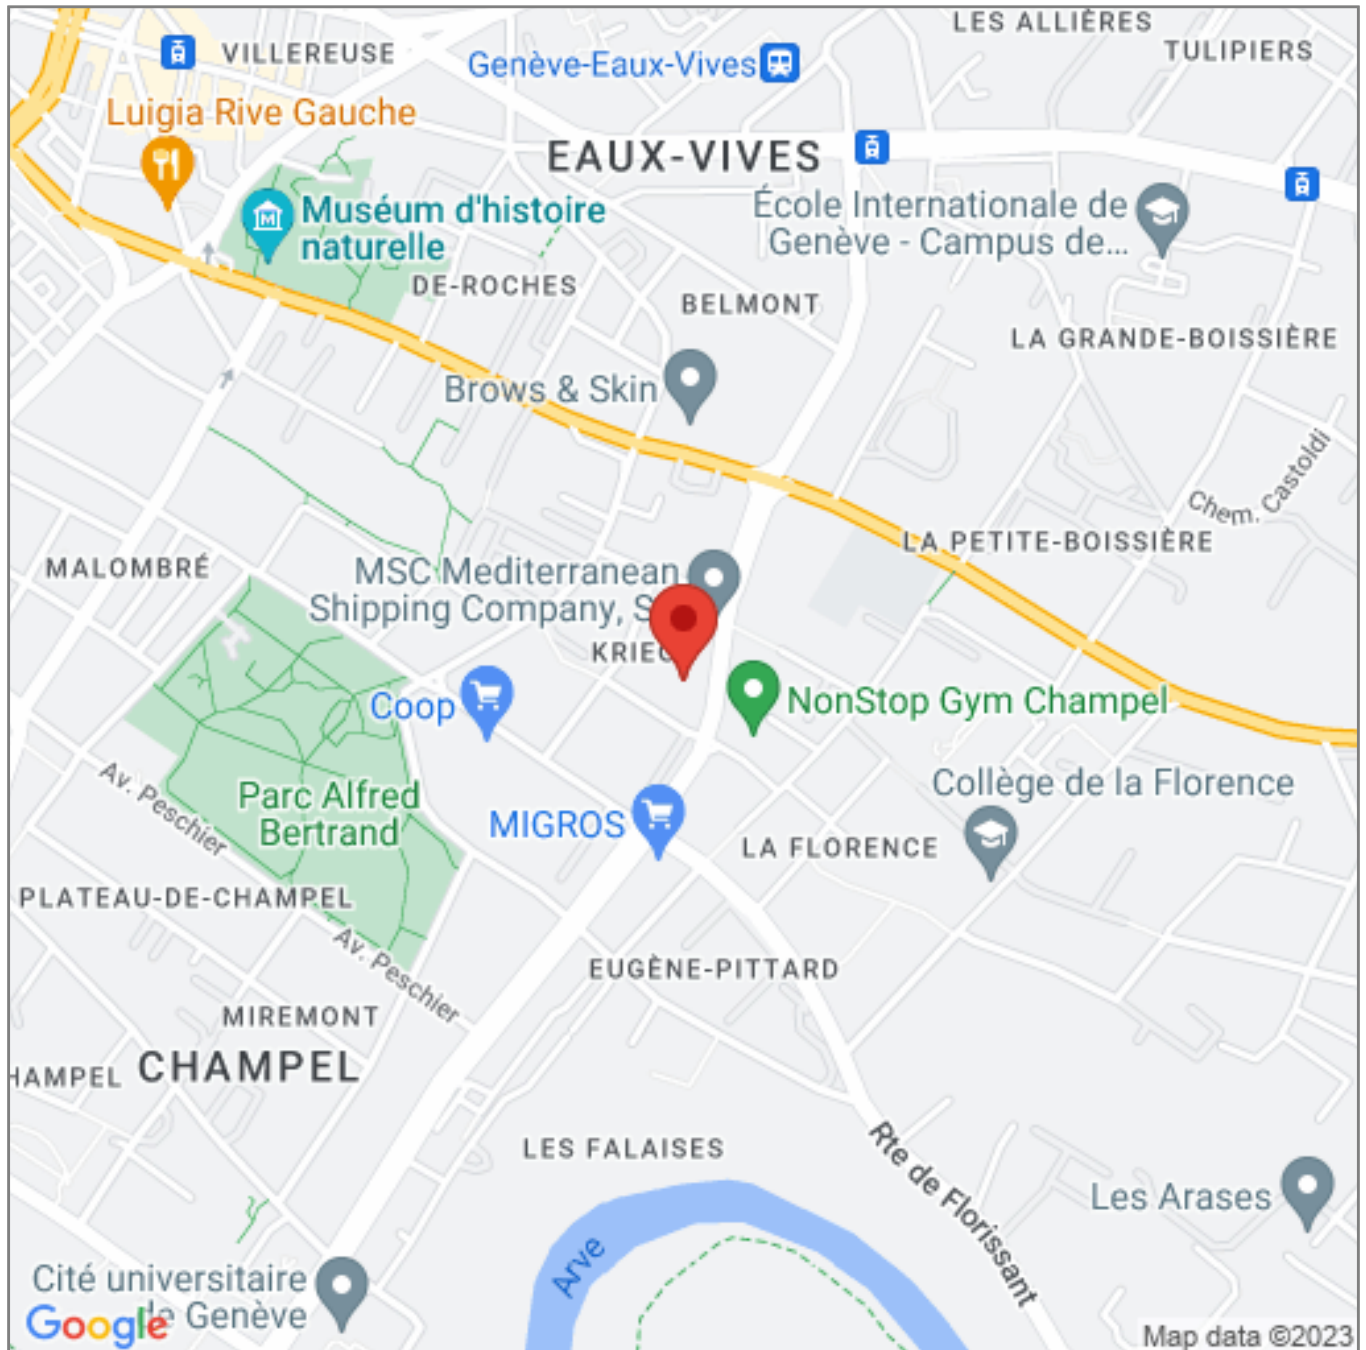 LES ALLIÈRES
VILLEREUSE
TULIPIERS
Genève-Eaux-Vives
Luigia Rive Gauche
EAUX-VIVES
Muséum d'histoire
naturelle
École Internationale de
Genève - Campus de...
DE-ROCHES
BELMONT
LA GRANDE-BOISSIÈRE
Brows & Skin
Chem. Castoldi
LA PETITE-BOISSIÈRE
MALOMBRÉ
MSC Mediterranean
Shipping Company, S
KRIEG
Coop
NonStop Gym Champel
Av. Peschier
Parc Alfred
Bertrand
Collège de la Florence
MIGROS
LA FLORENCE
PLATEAU-DE-CHAMPEL
Av. Peschier
EUGÈNE-PITTARD
MIREMONT
CHAMPEL
HAMPEL
LES FALAISES
Rte de Florissant
Les Arases
Arve
Cité universitaire
de Genève
Google
Map data ©2023